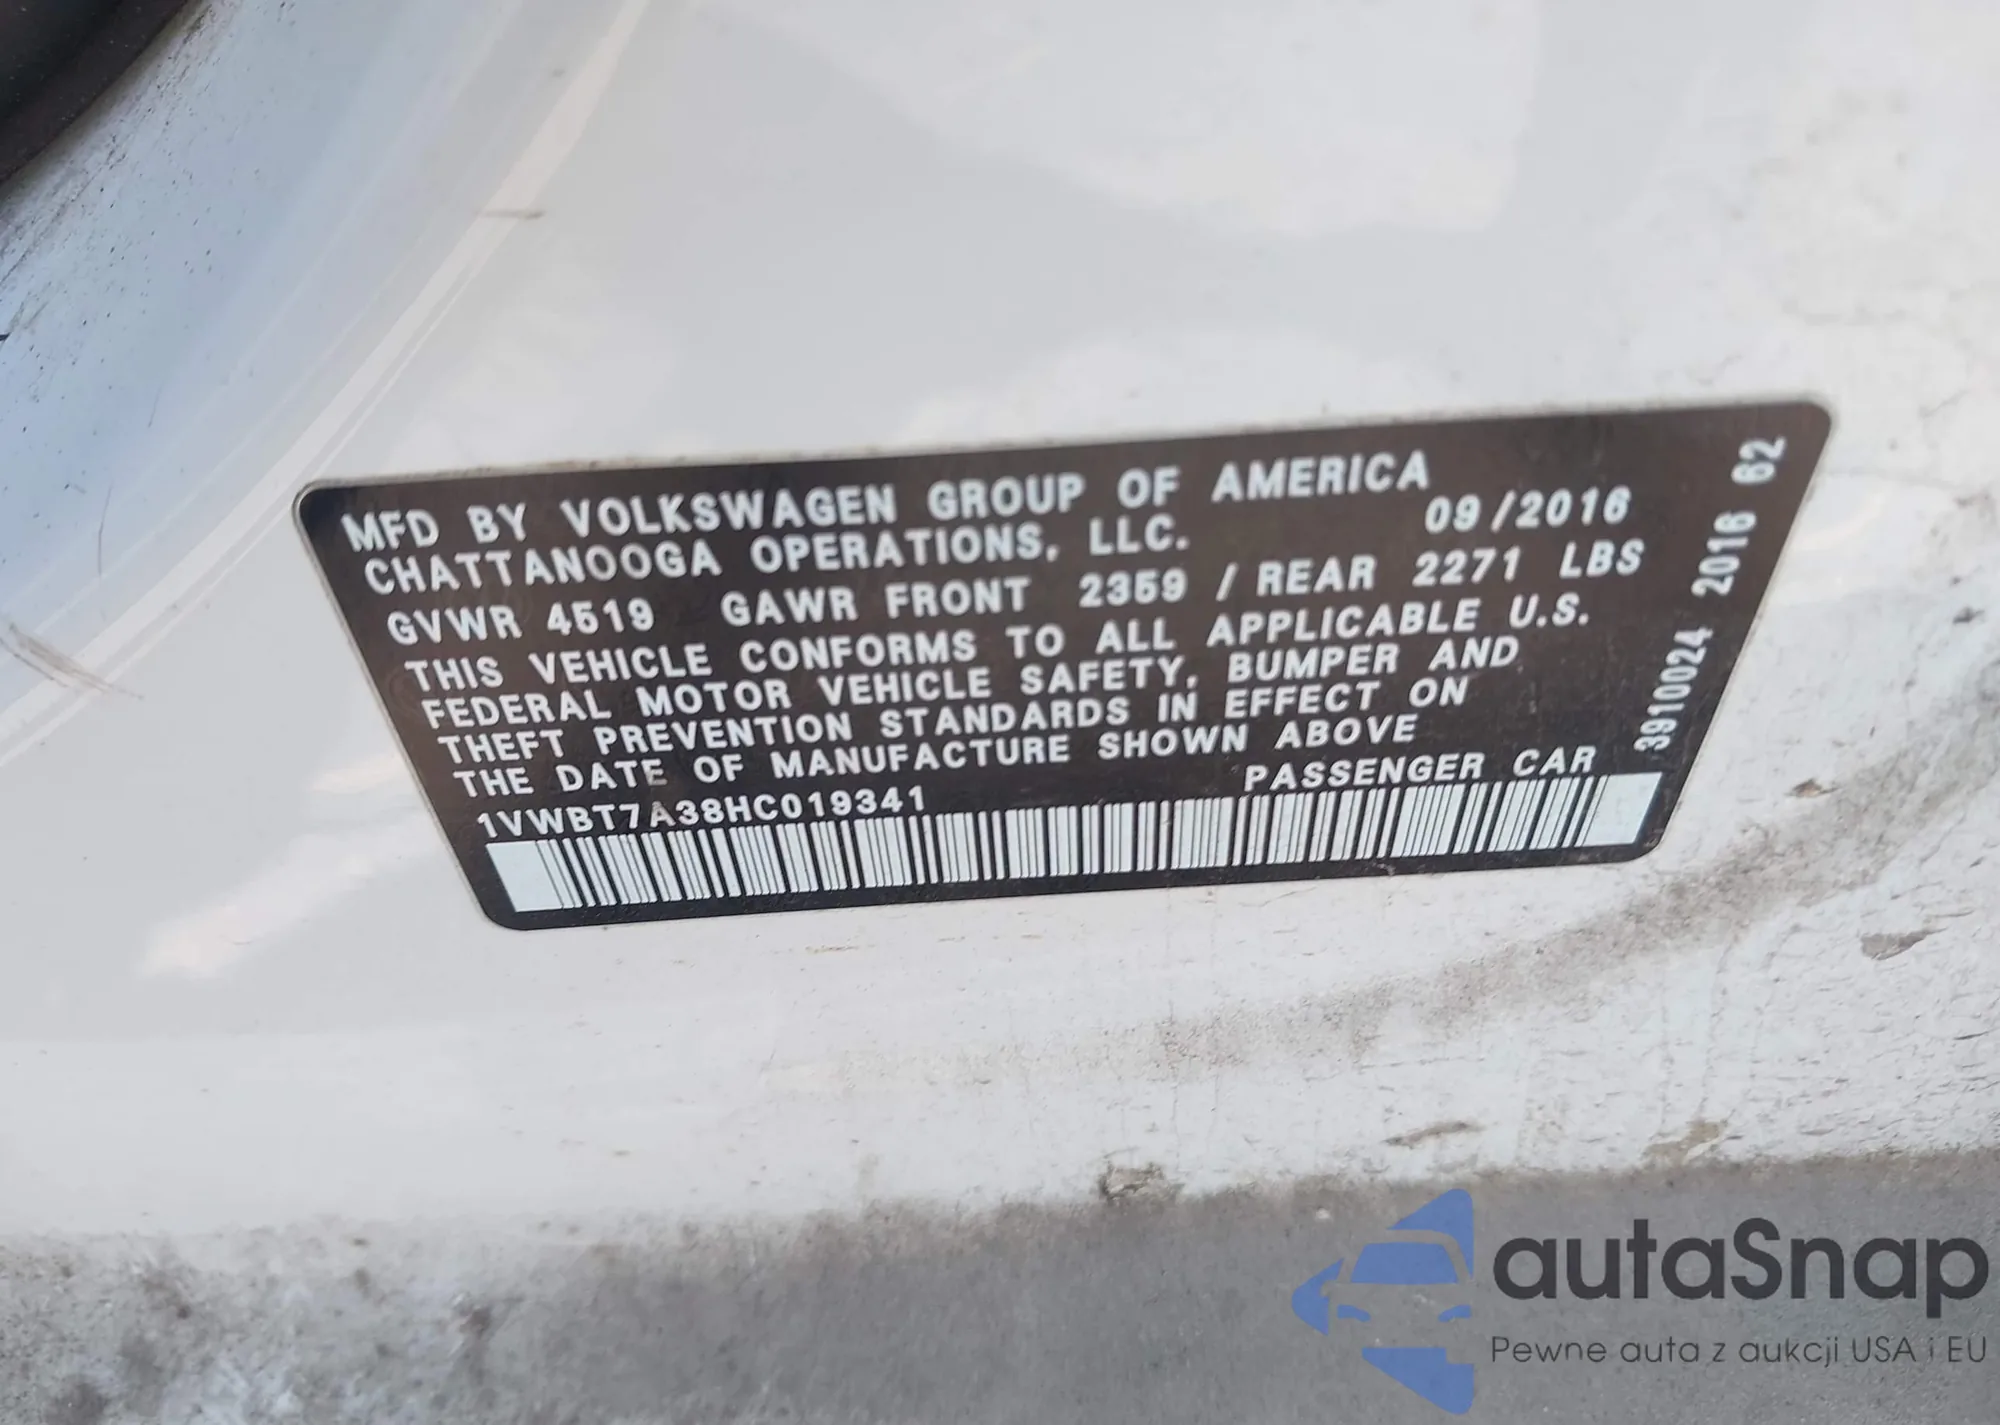 MFD BY VOLKSWAGEN GROUP OF AMERICA
CHATTANOOGA OPERATIONS, LLC. 09/2016
GVWR 4519 GAWR FRONT 2359 / REAR 2271 LBS
THIS VEHICLE CONFORMS TO ALL APPLICABLE U.S.
FEDERAL MOTOR VEHICLE SAFETY, BUMPER AND
THEFT PREVENTION STANDARDS IN EFFECT ON
THE DATE OF MANUFACTURE SHOWN ABOVE
1VWBT7A38HC019341 PASSENGER CAR
39100024 2016 62
autaSnap
Pewne auta z aukcji USA i EU